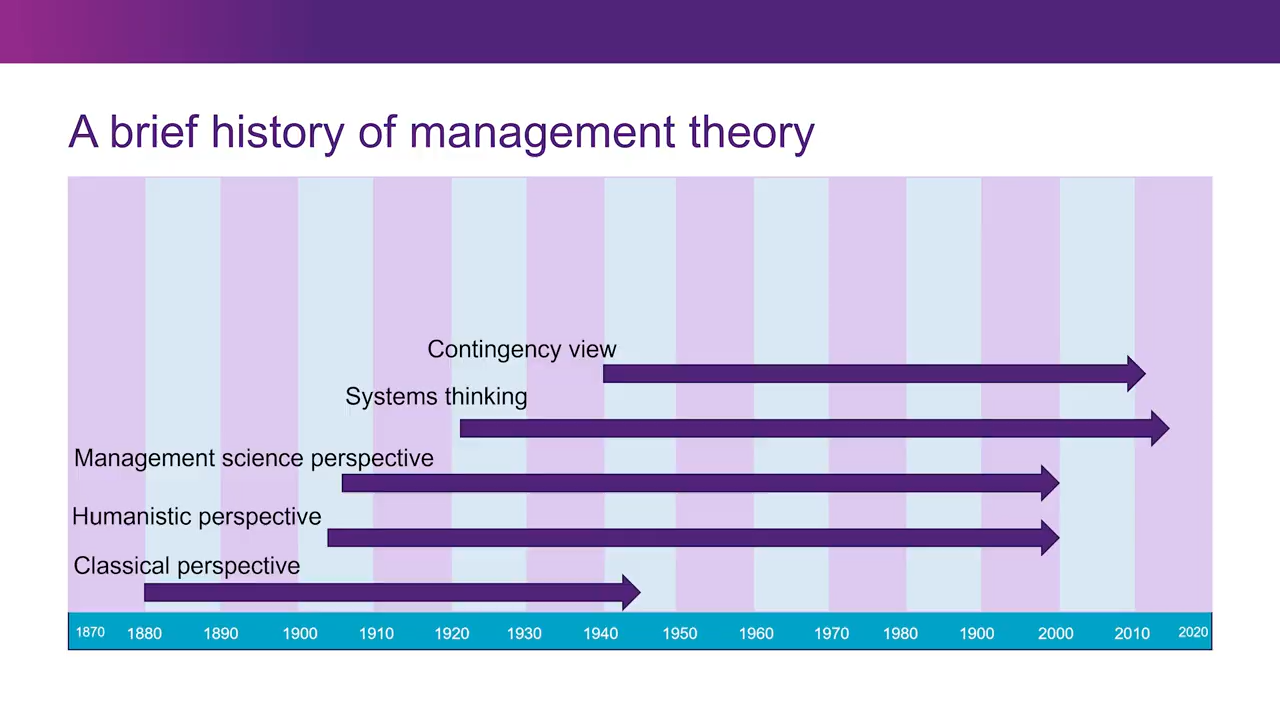 A brief history of management theory
Contingency view
Systems thinking
Management science perspective
Humanistic perspective
Classical perspective
1870 1880 1890 1900 1910 1920 1930 1940 1950 1960 1970 1980 1900 2000 2010 2020